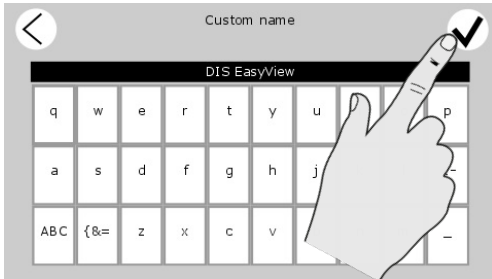 Custom name
DIS EasyView
q w e r t y u p
a s d f g h j -
ABC {&= z x c v _